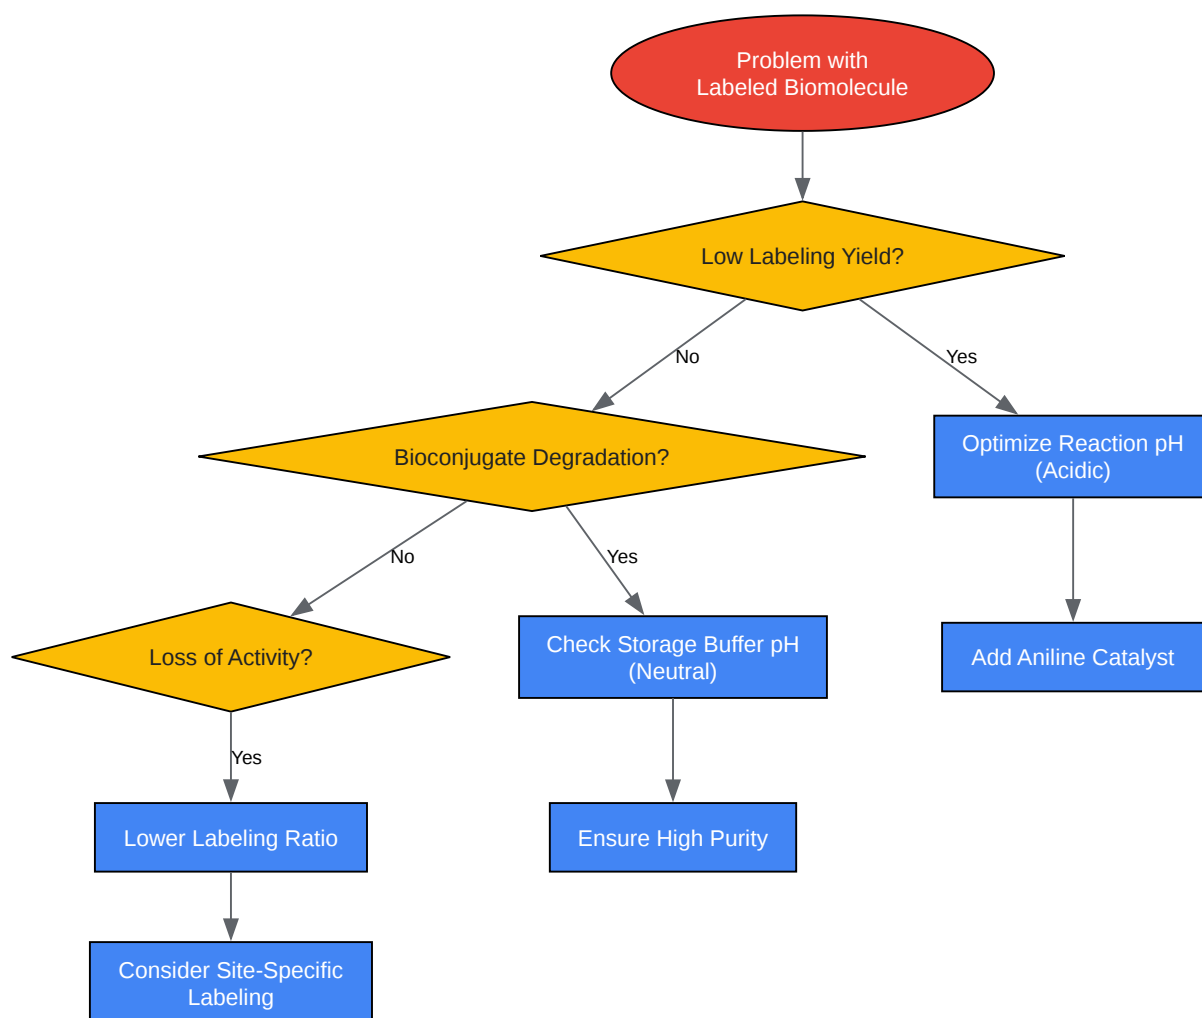 Problem with
Labeled Biomolecule
Low Labeling Yield?
No
Yes
Bioconjugate Degradation?
Optimize Reaction pH
(Acidic)
No
Yes
Loss of Activity?
Check Storage Buffer pH
(Neutral)
Add Aniline Catalyst
Yes
Lower Labeling Ratio
Ensure High Purity
Consider Site-Specific
Labeling